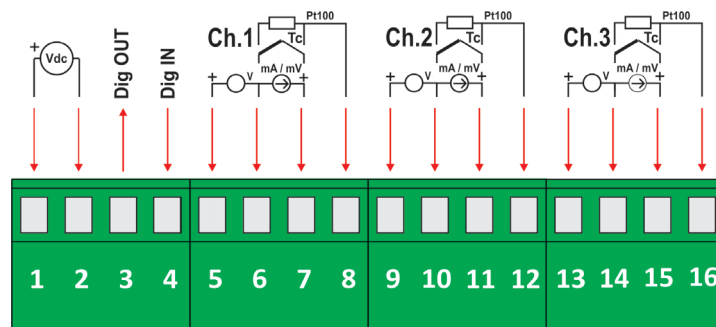 + Vdc
Dig OUT
Dig IN
Ch.1
Pt100
Tc
mA / mV
+ V +
Ch.2
Pt100
Tc
mA / mV
+ V +
Ch.3
Pt100
Tc
mA / mV
+ V +
1 2 3 4 5 6 7 8 9 10 11 12 13 14 15 16